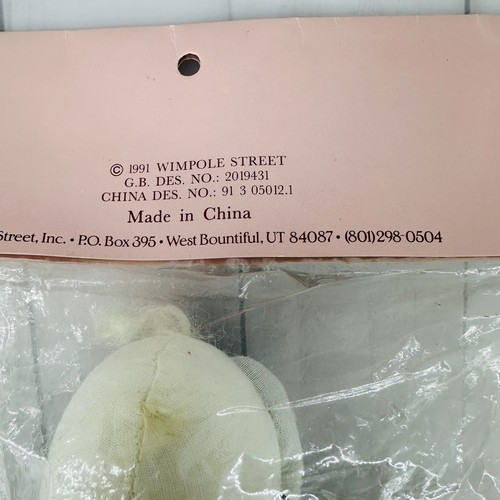 © 1991 WIMPOLE STREET
G.B. DES. NO.: 2019431
CHINA DES. NO.: 91 3 05012.1
Made in China
Street, Inc. • P.O. Box 395 • West Bountiful, UT 84087 • (801)298-0504